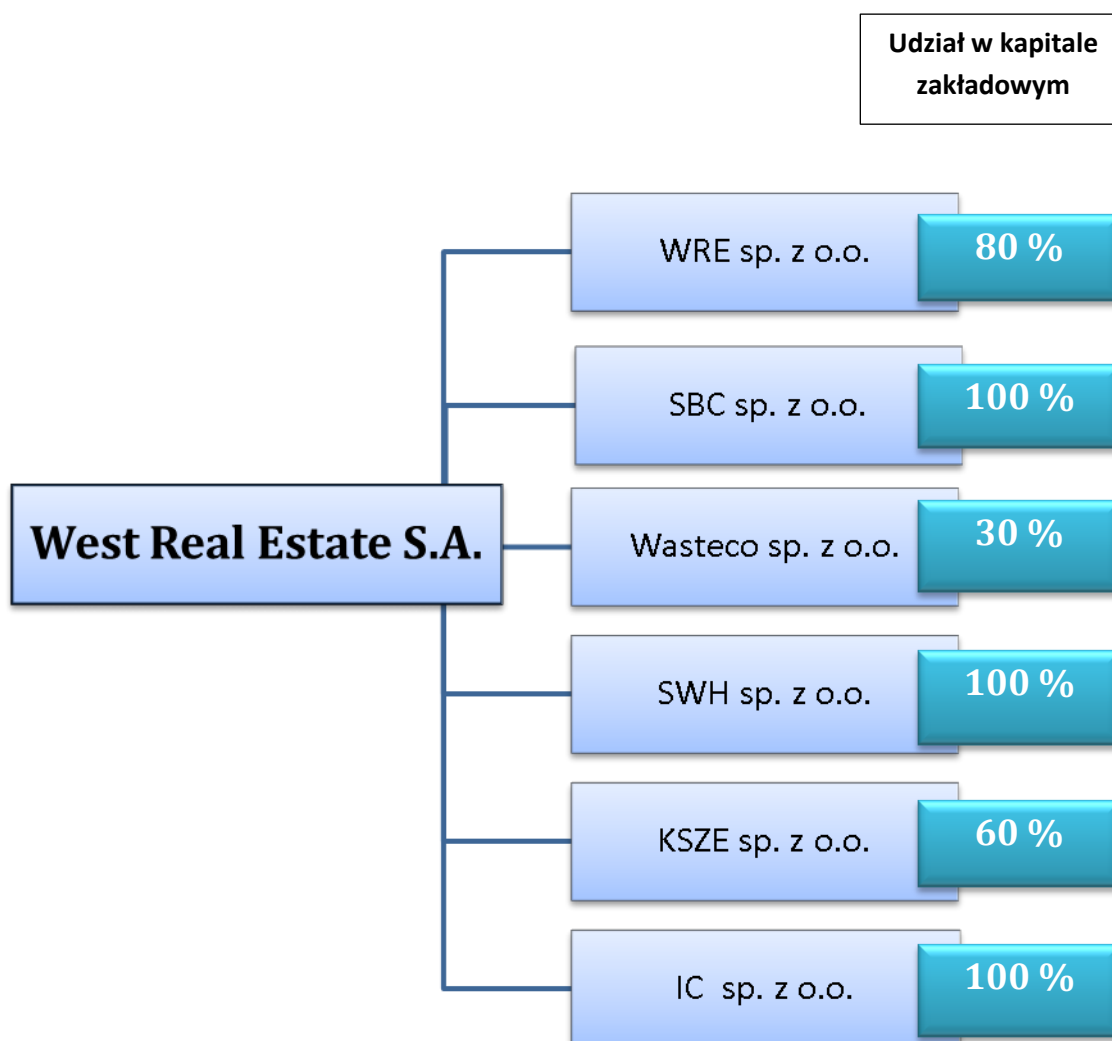 Udział w kapitale
zakładowym
WRE sp. z o.o.
80 %
SBC sp. z o.o.
100 %
West Real Estate S.A.
Wasteco sp. z o.o.
30 %
SWH sp. z o.o.
100 %
KSZE sp. z o.o.
60 %
IC sp. z o.o.
100 %